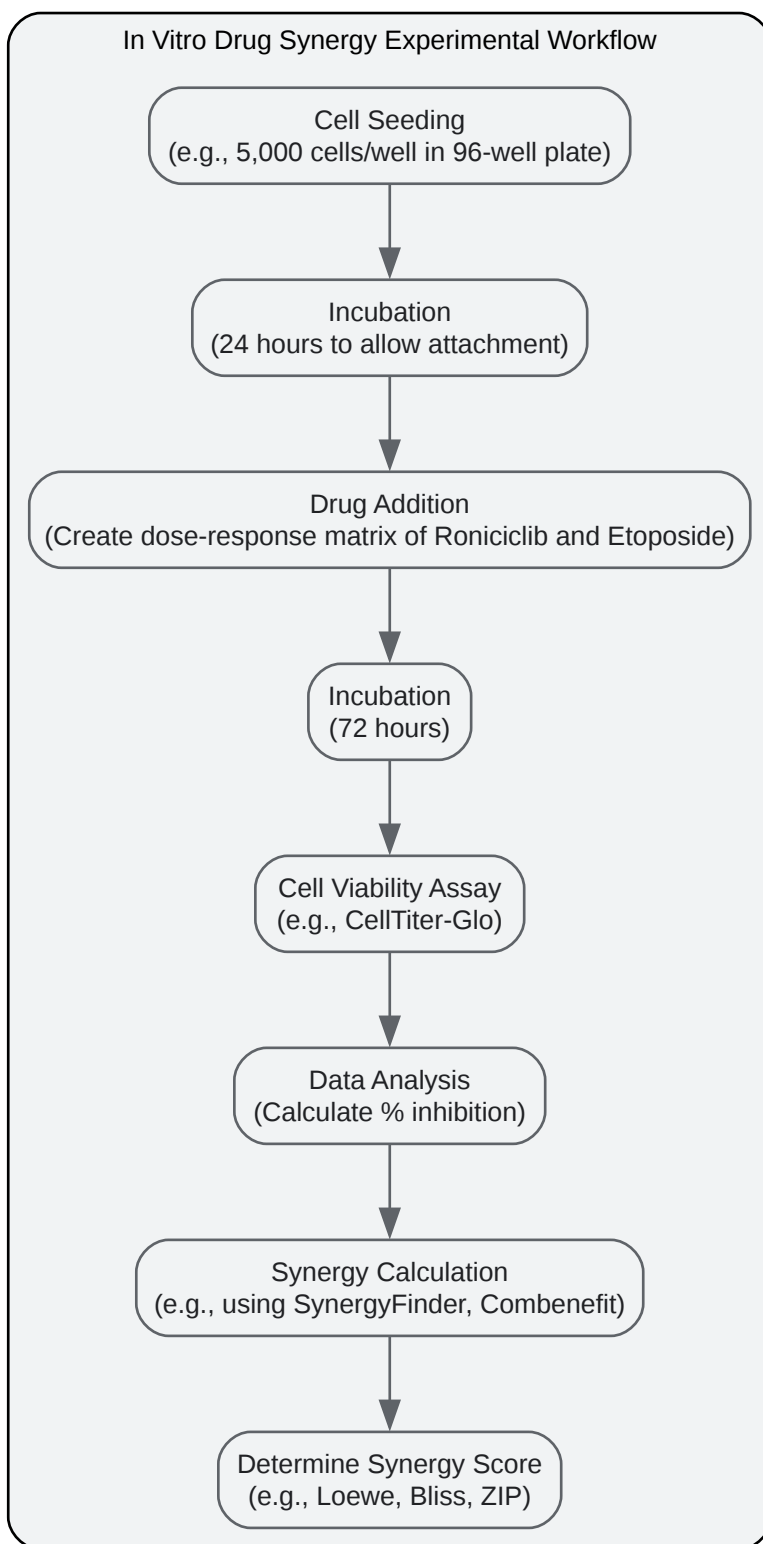 In Vitro Drug Synergy Experimental Workflow
Cell Seeding
(e.g., 5,000 cells/well in 96-well plate)
Incubation
(24 hours to allow attachment)
Drug Addition
(Create dose-response matrix of Roniciclib and Etoposide)
Incubation
(72 hours)
Cell Viability Assay
(e.g., CellTiter-Glo)
Data Analysis
(Calculate % inhibition)
Synergy Calculation
(e.g., using SynergyFinder, Combenefit)
Determine Synergy Score
(e.g., Loewe, Bliss, ZIP)